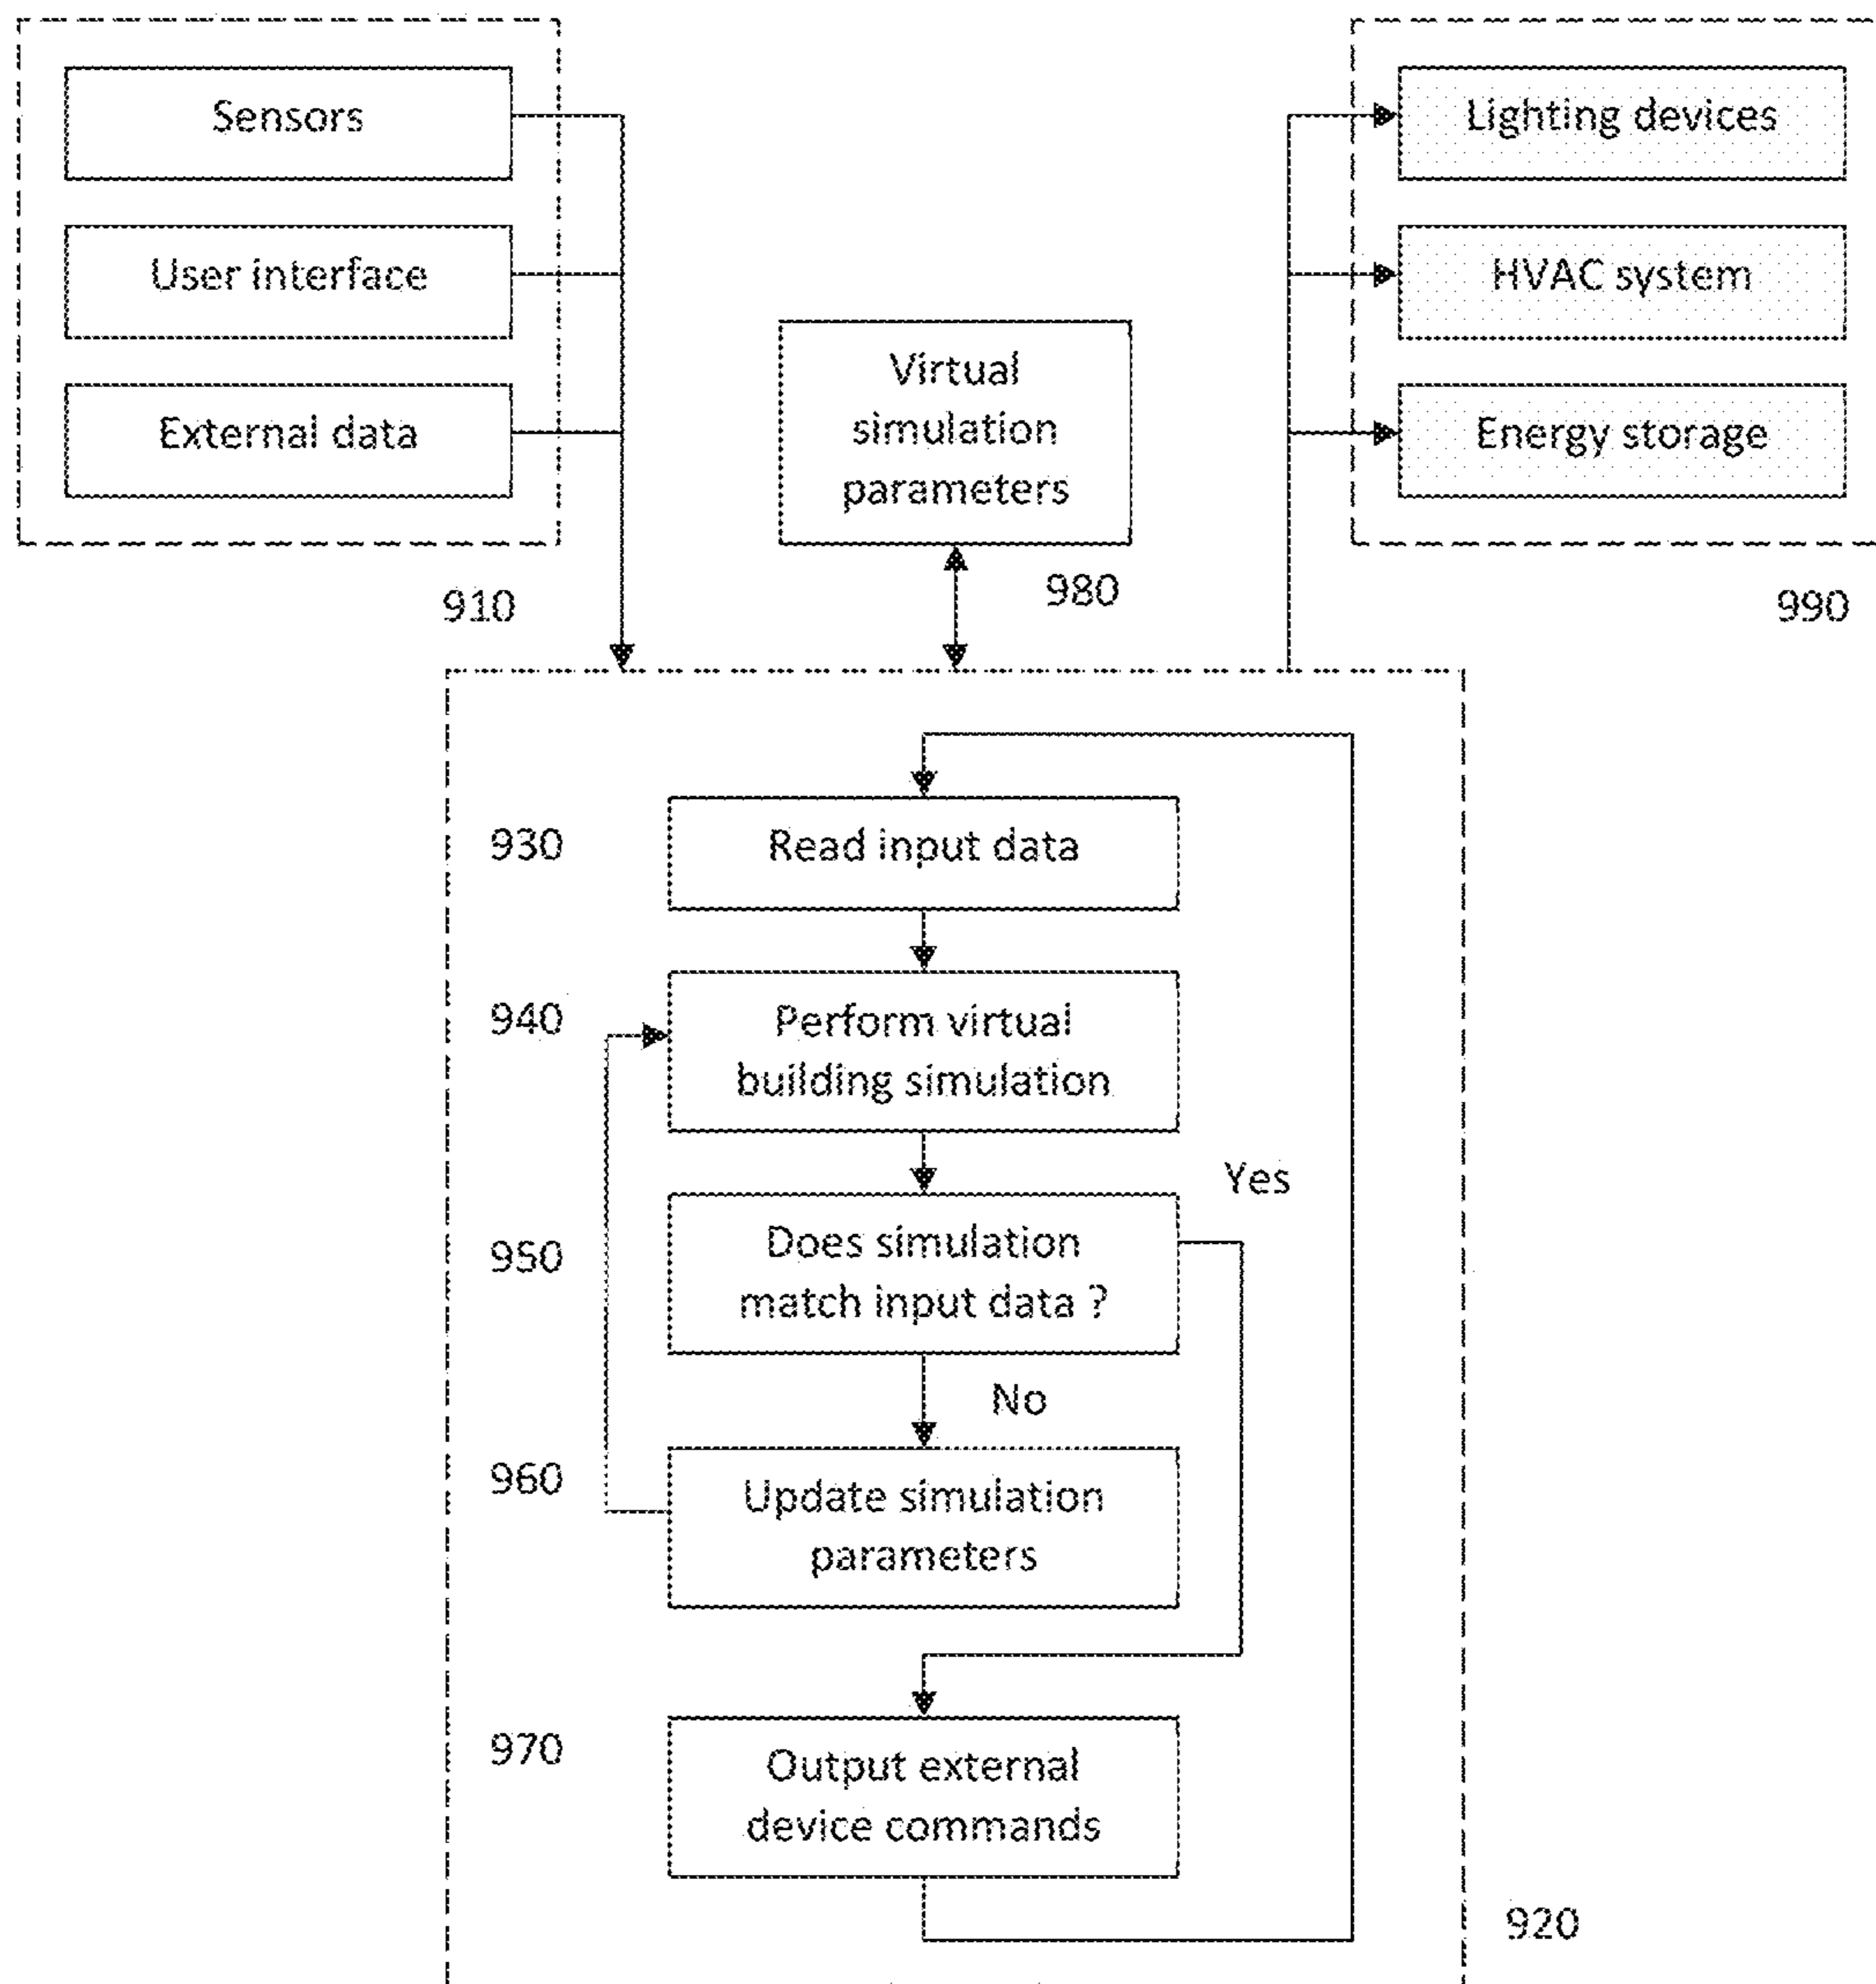 Sensors
User interface
External data
910
Virtual
simulation
parameters
980
Lighting devices
HVAC system
Energy storage
990
930
Read input data
940
Perform virtual
building simulation
950
Does simulation
match input data ?
Yes
No
960
Update simulation
parameters
970
Output external
device commands
920